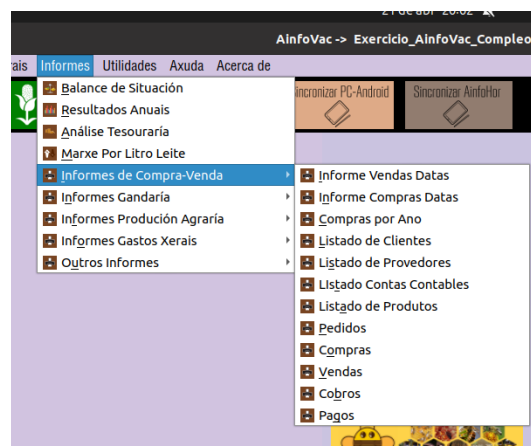 21 de abr 20:02
AinfoVac -> Exercicio_AinfoVac_Compleo
rais Informes Utilidades Axuda Acerca de
Balance de Situación
Resultados Anuais
Análise Tesouraría
Marxe Por Litro Leite
Informes de Compra-Venda
Informes Gandaría
Informes Produción Agraría
Informes Gastos Xerais
Outros Informes
incronizar PC-Android
Sincronizar AinfoHor
Informe Vendas Datas
Informe Compras Datas
Compras por Ano
Listado de Clientes
Listado de Provedores
LIstado Contas Contables
Listado de Produtos
Pedidos
Compras
Vendas
Cobros
Pagos